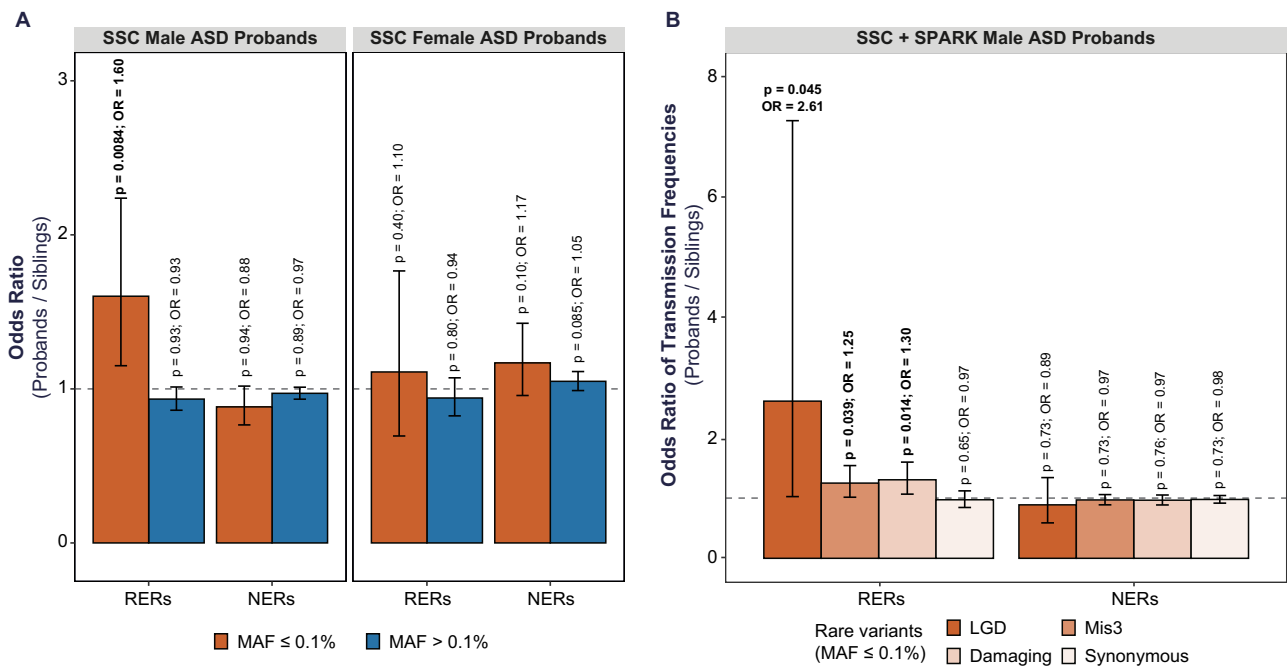 A
SSC Male ASD Probands
SSC Female ASD Probands
Odds Ratio
(Probands / Siblings)
3
2
1
0
p = 0.0084; OR = 1.60
p = 0.93; OR = 0.93
p = 0.94; OR = 0.88
p = 0.89; OR = 0.97
p = 0.40; OR = 1.10
p = 0.80; OR = 0.94
p = 0.10; OR = 1.17
p = 0.085; OR = 1.05
RERs
NERs
RERs
NERs
MAF ≤ 0.1%
MAF > 0.1%
B
SSC + SPARK Male ASD Probands
Odds Ratio of Transmission Frequencies
(Probands / Siblings)
8
6
4
2
0
p = 0.045
OR = 2.61
p = 0.039; OR = 1.25
p = 0.014; OR = 1.30
p = 0.65; OR = 0.97
p = 0.73; OR = 0.89
p = 0.73; OR = 0.97
p = 0.76; OR = 0.97
p = 0.73; OR = 0.98
RERs
NERs
Rare variants
(MAF ≤ 0.1%)
LGD
Mis3
Damaging
Synonymous